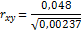 r_xy = 0,048 / √0,00237